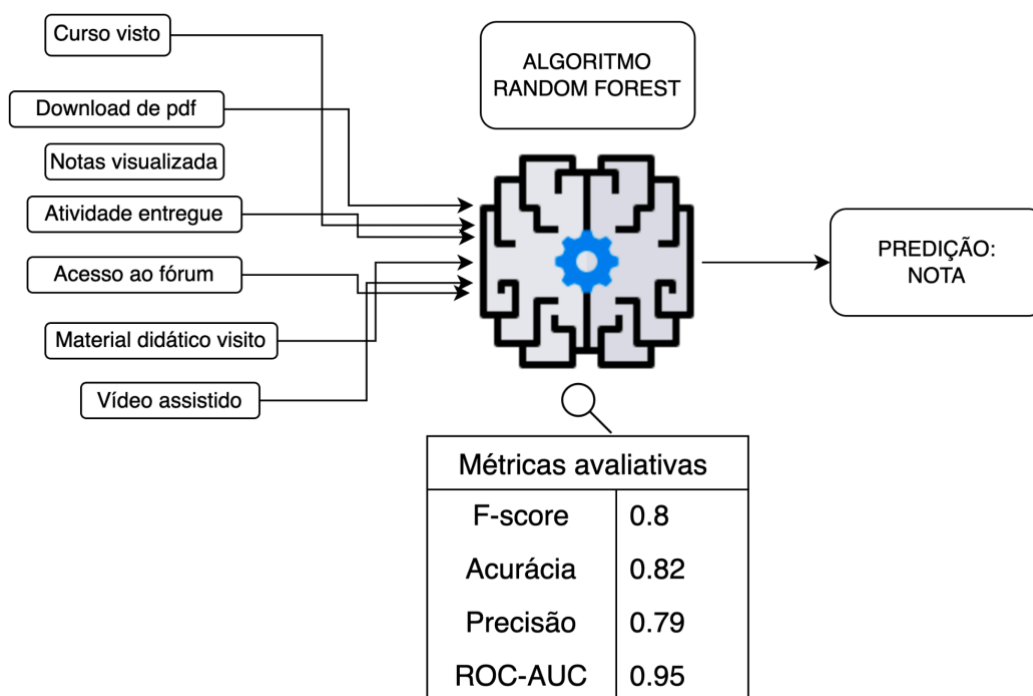 Curso visto
Download de pdf
Notas visualizada
Atividade entregue
Acesso ao fórum
Material didático visito
Vídeo assistido
ALGORITMO
RANDOM FOREST
PREDIÇÃO:
NOTA
Métricas avaliativas
F-score 0.8
Acurácia 0.82
Precisão 0.79
ROC-AUC 0.95